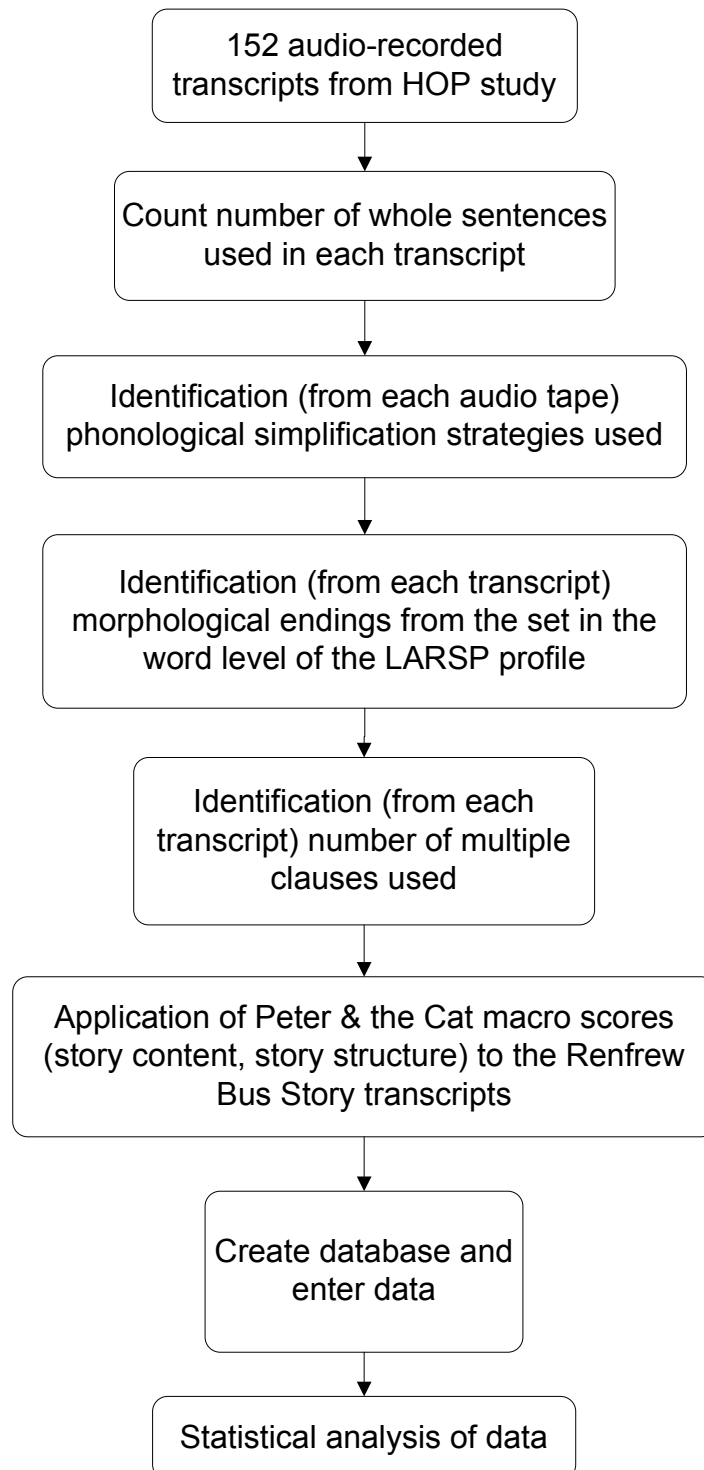 152 audio-recorded
transcripts from HOP study
Count number of whole sentences
used in each transcript
Identification (from each audio tape)
phonological simplification strategies used
Identification (from each transcript)
morphological endings from the set in the
word level of the LARSP profile
Identification (from each
transcript) number of multiple
clauses used
Application of Peter & the Cat macro scores
(story content, story structure) to the Renfrew
Bus Story transcripts
Create database and
enter data
Statistical analysis of data